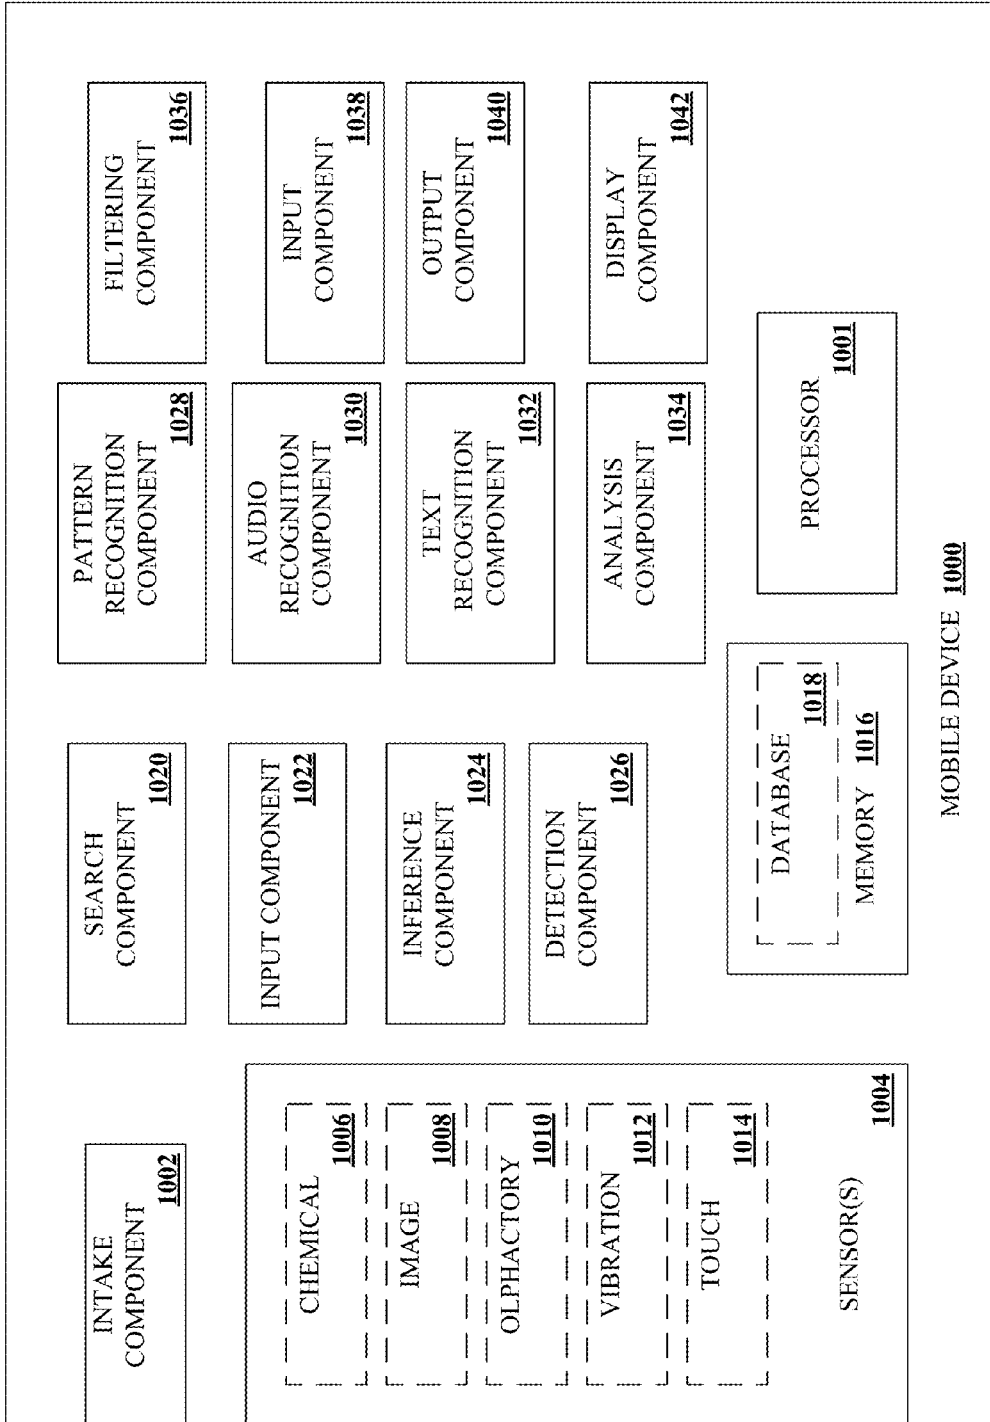 INTAKE
COMPONENT
1002
CHEMICAL
1006
IMAGE
1008
OLPHACTORY
1010
VIBRATION
1012
TOUCH
1014
SENSOR(S)
1004
SEARCH
COMPONENT
1020
INPUT COMPONENT
1022
INFERENCE
COMPONENT
1024
DETECTION
COMPONENT
1026
DATABASE
1018
MEMORY 1016
PATTERN
RECOGNITION
COMPONENT
1028
AUDIO
RECOGNITION
COMPONENT
1030
TEXT
RECOGNITION
COMPONENT
1032
ANALYSIS
COMPONENT
1034
FILTERING
COMPONENT
1036
INPUT
COMPONENT
1038
OUTPUT
COMPONENT
1040
DISPLAY
COMPONENT
1042
PROCESSOR
1001
MOBILE DEVICE 1000